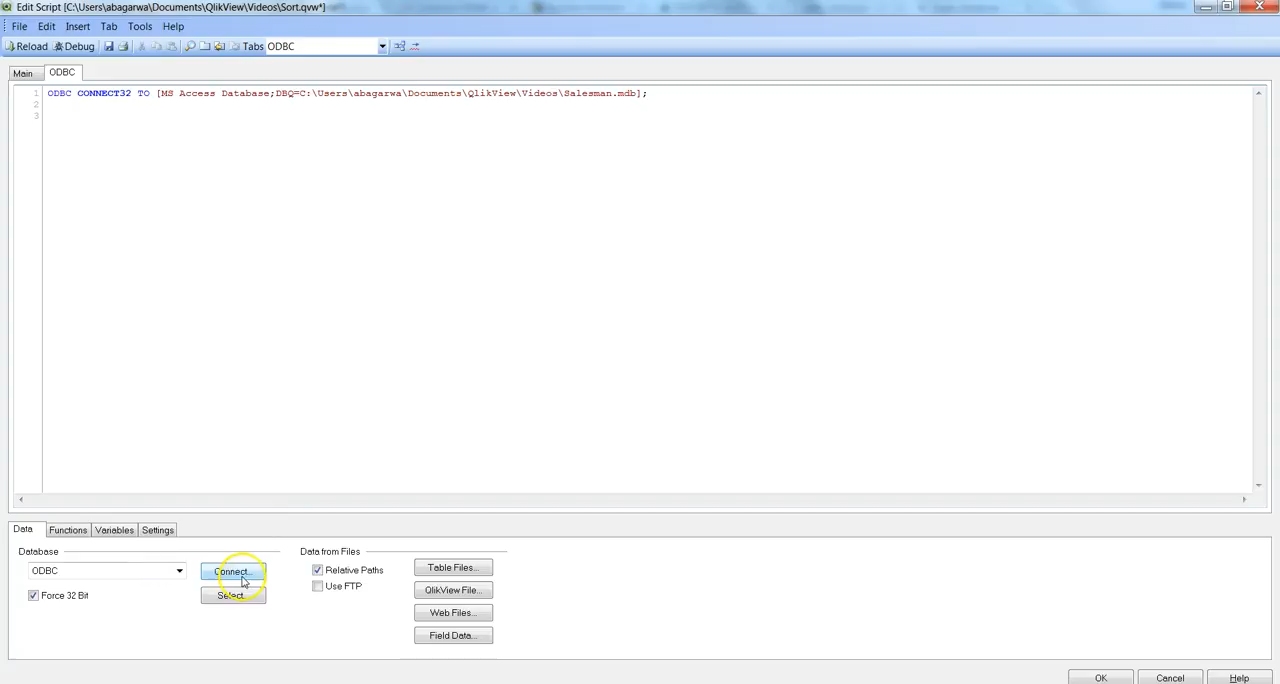 Edit Script [C:\Users\abagarwa\Documents\QlikView\Videos\Sort.qvw*]
File Edit Insert Tab Tools Help
Reload Debug Tabs ODBC
Main ODBC
1 ODBC CONNECT32 TO [MS Access Database;DBQ=C:\Users\abagarwa\Documents\QlikView\Videos\Salesman.mdb];
2
3
Data Functions Variables Settings
Database Data from Files
ODBC Connect... Relative Paths Table Files...
Use FTP QlikView File...
Force 32 Bit Select...
Web Files...
Field Data...
OK Cancel Help